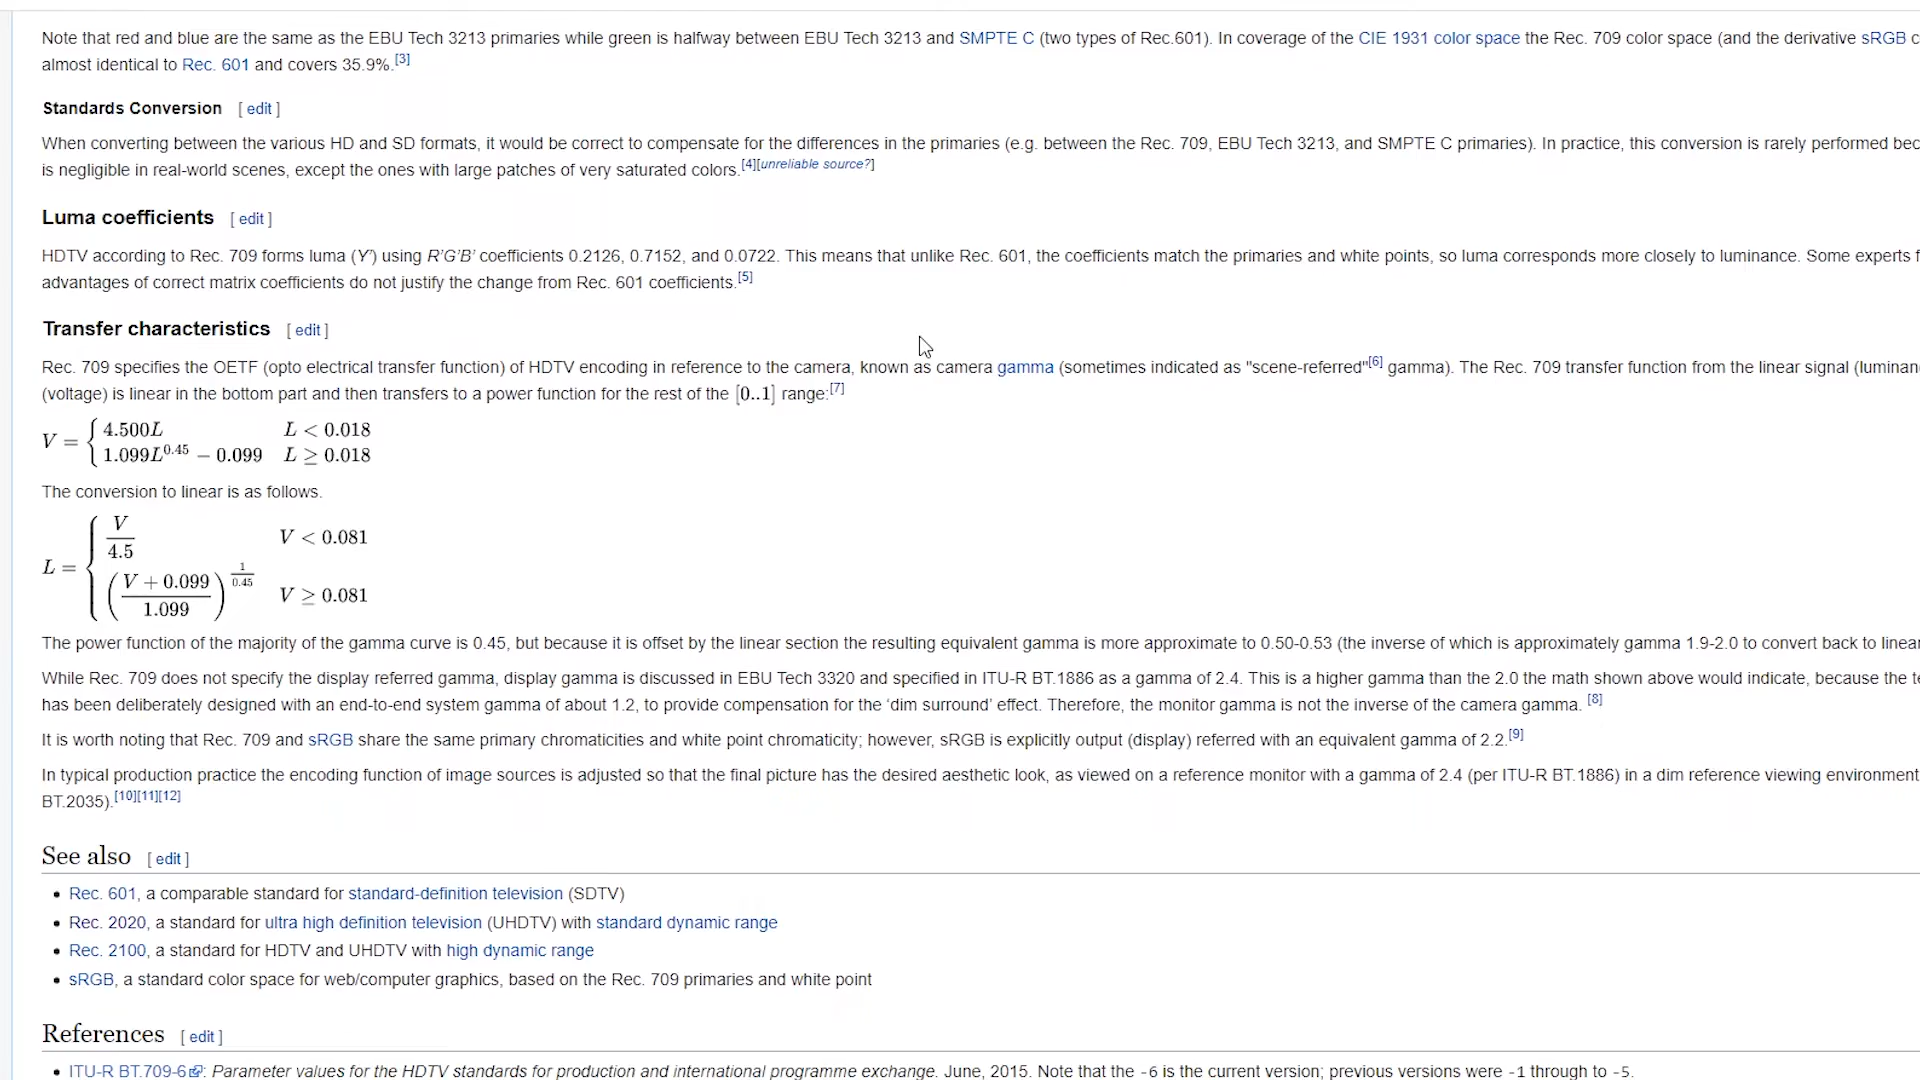 Note that red and blue are the same as the EBU Tech 3213 primaries while green is halfway between EBU Tech 3213 and SMPTE C (two types of Rec.601). In coverage of the CIE 1931 color space the Rec. 709 color space (and the derivative sRGB c
almost identical to Rec. 601 and covers 35.9%.[3]
Standards Conversion [ edit ]
When converting between the various HD and SD formats, it would be correct to compensate for the differences in the primaries (e.g. between the Rec. 709, EBU Tech 3213, and SMPTE C primaries). In practice, this conversion is rarely performed bec
is negligible in real-world scenes, except the ones with large patches of very saturated colors.[4][unreliable source?]
Luma coefficients [ edit ]
HDTV according to Rec. 709 forms luma (Y’) using R’G’B’ coefficients 0.2126, 0.7152, and 0.0722. This means that unlike Rec. 601, the coefficients match the primaries and white points, so luma corresponds more closely to luminance. Some experts f
advantages of correct matrix coefficients do not justify the change from Rec. 601 coefficients.[5]
Transfer characteristics [ edit ]
Rec. 709 specifies the OETF (opto electrical transfer function) of HDTV encoding in reference to the camera, known as camera gamma (sometimes indicated as "scene-referred"[6] gamma). The Rec. 709 transfer function from the linear signal (luminan
(voltage) is linear in the bottom part and then transfers to a power function for the rest of the [0..1] range:[7]
V = { 4.500L L < 0.018
1.099L^0.45 − 0.099 L ≥ 0.018
The conversion to linear is as follows.
L = { V/4.5 V < 0.081
((V + 0.099)/1.099)^(1/0.45) V ≥ 0.081
The power function of the majority of the gamma curve is 0.45, but because it is offset by the linear section the resulting equivalent gamma is more approximate to 0.50-0.53 (the inverse of which is approximately gamma 1.9-2.0 to convert back to linear
While Rec. 709 does not specify the display referred gamma, display gamma is discussed in EBU Tech 3320 and specified in ITU-R BT.1886 as a gamma of 2.4. This is a higher gamma than the 2.0 the math shown above would indicate, because the te
has been deliberately designed with an end-to-end system gamma of about 1.2, to provide compensation for the ‘dim surround’ effect. Therefore, the monitor gamma is not the inverse of the camera gamma. [8]
It is worth noting that Rec. 709 and sRGB share the same primary chromaticities and white point chromaticity; however, sRGB is explicitly output (display) referred with an equivalent gamma of 2.2.[9]
In typical production practice the encoding function of image sources is adjusted so that the final picture has the desired aesthetic look, as viewed on a reference monitor with a gamma of 2.4 (per ITU-R BT.1886) in a dim reference viewing environment
BT.2035).[10][11][12]
See also [ edit ]
• Rec. 601, a comparable standard for standard-definition television (SDTV)
• Rec. 2020, a standard for ultra high definition television (UHDTV) with standard dynamic range
• Rec. 2100, a standard for HDTV and UHDTV with high dynamic range
• sRGB, a standard color space for web/computer graphics, based on the Rec. 709 primaries and white point
References [ edit ]
• ITU-R BT.709-6: Parameter values for the HDTV standards for production and international programme exchange. June, 2015. Note that the -6 is the current version; previous versions were -1 through to -5.